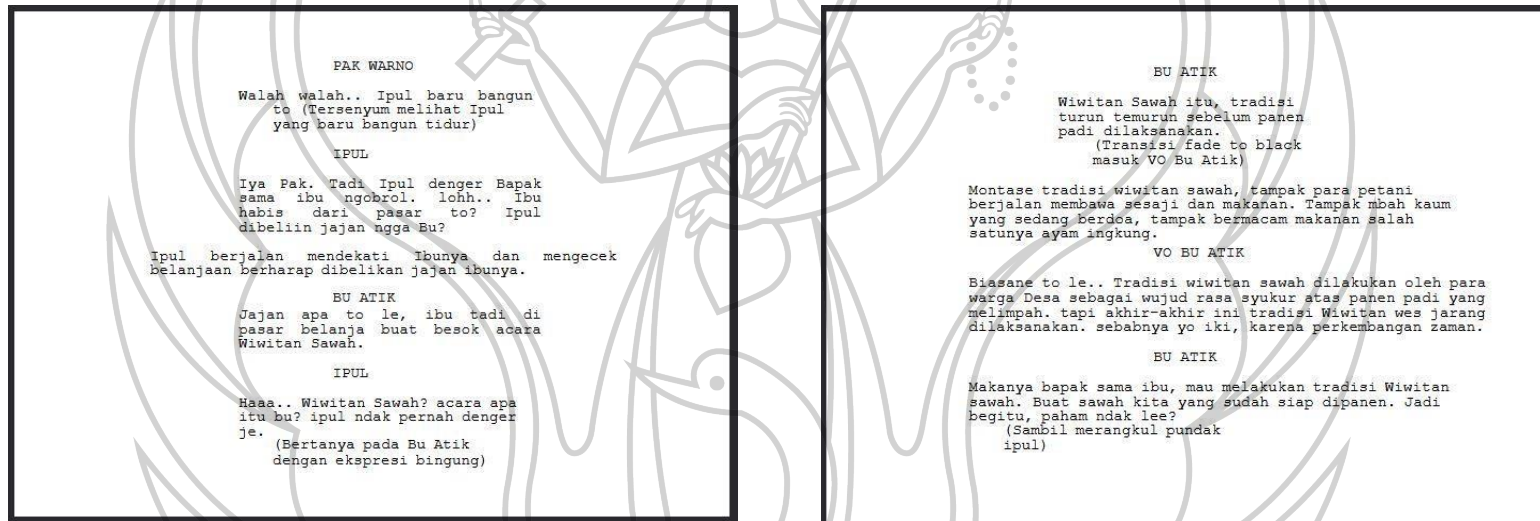 PAK WARNO
Walah walah.. Ipul baru bangun
to (Tersenyum melihat Ipul
yang baru bangun tidur)
IPUL
Iya Pak. Tadi Ipul denger Bapak
sama ibu ngobrol. lohh.. Ibu
habis dari pasar to? Ipul
dibeliin jajan ngga Bu?
Ipul berjalan mendekati Ibunya dan mengecek
belanjaan berharap dibelikan jajan ibunya.
BU ATIK
Jajan apa to le, ibu tadi di
pasar belanja buat besok acara
Wiwitan Sawah.
IPUL
Haaa.. Wiwitan Sawah? acara apa
itu bu? ipul ndak pernah denger
je.
(Bertanya pada Bu Atik
dengan ekspresi bingung)
BU ATIK
Wiwitan Sawah itu, tradisi
turun temurun sebelum panen
padi dilaksanakan.
(Transisi fade to black
masuk VO Bu Atik)
Montase tradisi wiwitan sawah, tampak para petani
berjalan membawa sesaji dan makanan. Tampak mbah kaum
yang sedang berdoa, tampak bermacam makanan salah
satunya ayam ingkung.
VO BU ATIK
Biasane to le.. Tradisi wiwitan sawah dilakukan oleh para
warga Desa sebagai wujud rasa syukur atas panen padi yang
melimpah. tapi akhir-akhir ini tradisi Wiwitan wes jarang
dilaksanakan. sebabnya yo iki, karena perkembangan zaman.
BU ATIK
Makanya bapak sama ibu, mau melakukan tradisi Wiwitan
sawah. Buat sawah kita yang sudah siap dipanen. Jadi
begitu, paham ndak lee?
(Sambil merangkul pundak
ipul)